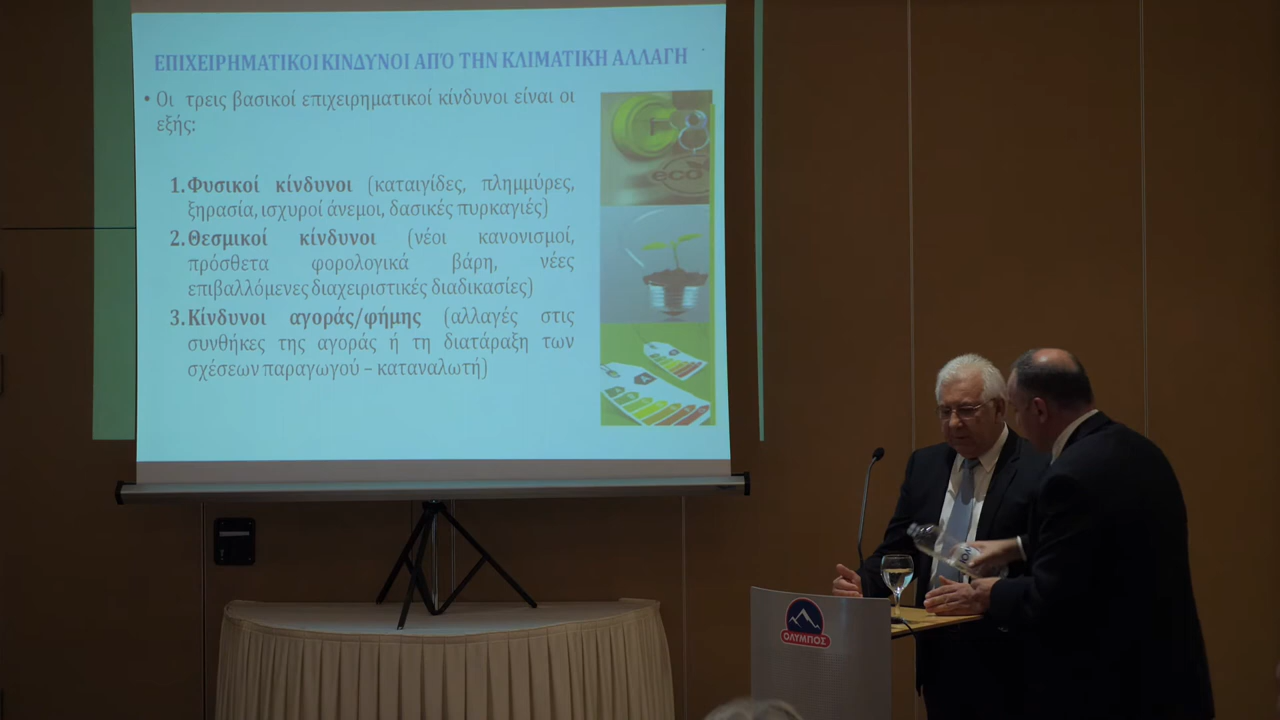 ΕΠΙΧΕΙΡΗΜΑΤΙΚΟΙ ΚΙΝΔΥΝΟΙ ΑΠΌ ΤΗΝ ΚΛΙΜΑΤΙΚΗ ΑΛΛΑΓΗ
• Οι τρεις βασικοί επιχειρηματικοί κίνδυνοι είναι οι
εξής:
1. Φυσικοί κίνδυνοι (καταιγίδες, πλημμύρες,
ξηρασία, ισχυροί άνεμοι, δασικές πυρκαγιές)
2. Θεσμικοί κίνδυνοι (νέοι κανονισμοί,
πρόσθετα φορολογικά βάρη, νέες
επιβαλλόμενες διαχειριστικές διαδικασίες)
3. Κίνδυνοι αγοράς/φήμης (αλλαγές στις
συνθήκες της αγοράς ή τη διατάραξη των
σχέσεων παραγωγού – καταναλωτή)
eco
ΟΛΥΜΠΟΣ